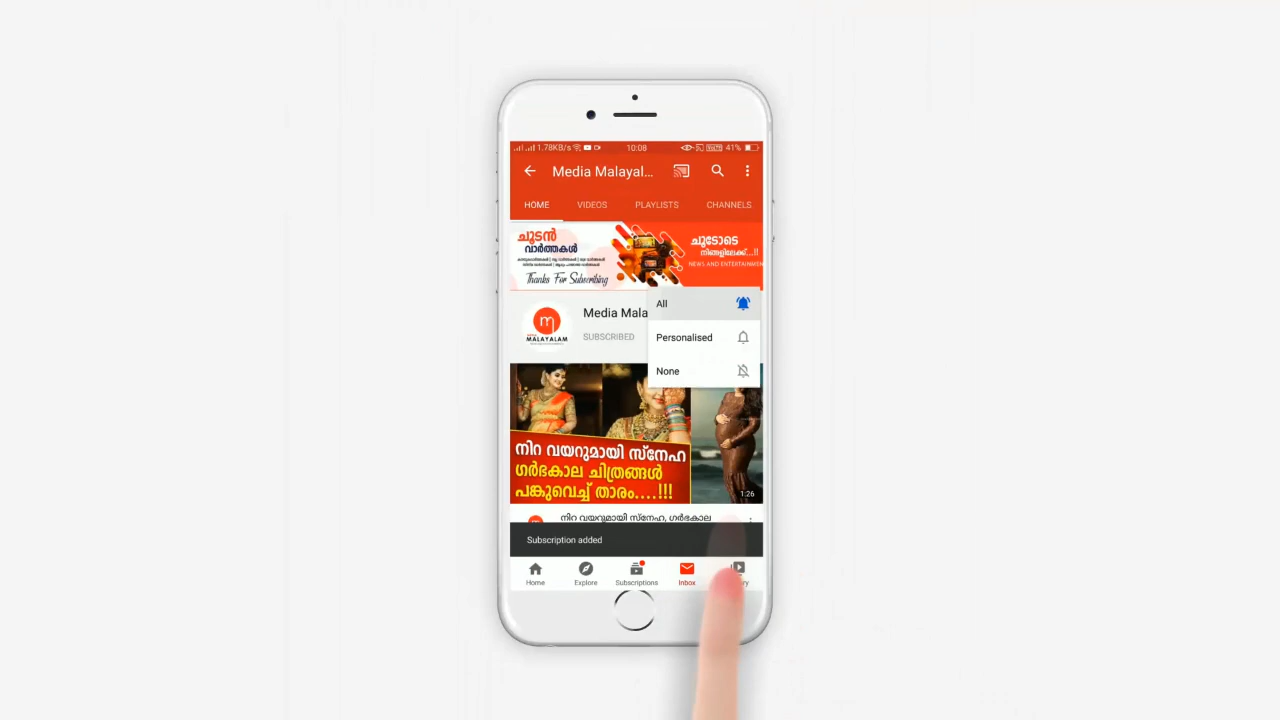 1.78KB/s 10:08 41%
Media Malayal...
HOME VIDEOS PLAYLISTS CHANNELS
ചൂടൻ
വാർത്തകൾ
Thanks For Subscribing
ചൂടോടെ
നിങ്ങളിലേക്ക്...!!
NEWS AND ENTERTAINMEN
All
Media Mala
MALAYALAM
SUBSCRIBED
Personalised
None
നിറ വയറുമായി സ്നേഹ
ഗർഭകാല ചിത്രങ്ങൾ
പങ്കുവെച്ച് താരം....!!!
1:26
നിറ വയറുമായി സ്നേഹ, ഗർഭകാല
Subscription added
Home Explore Subscriptions Inbox